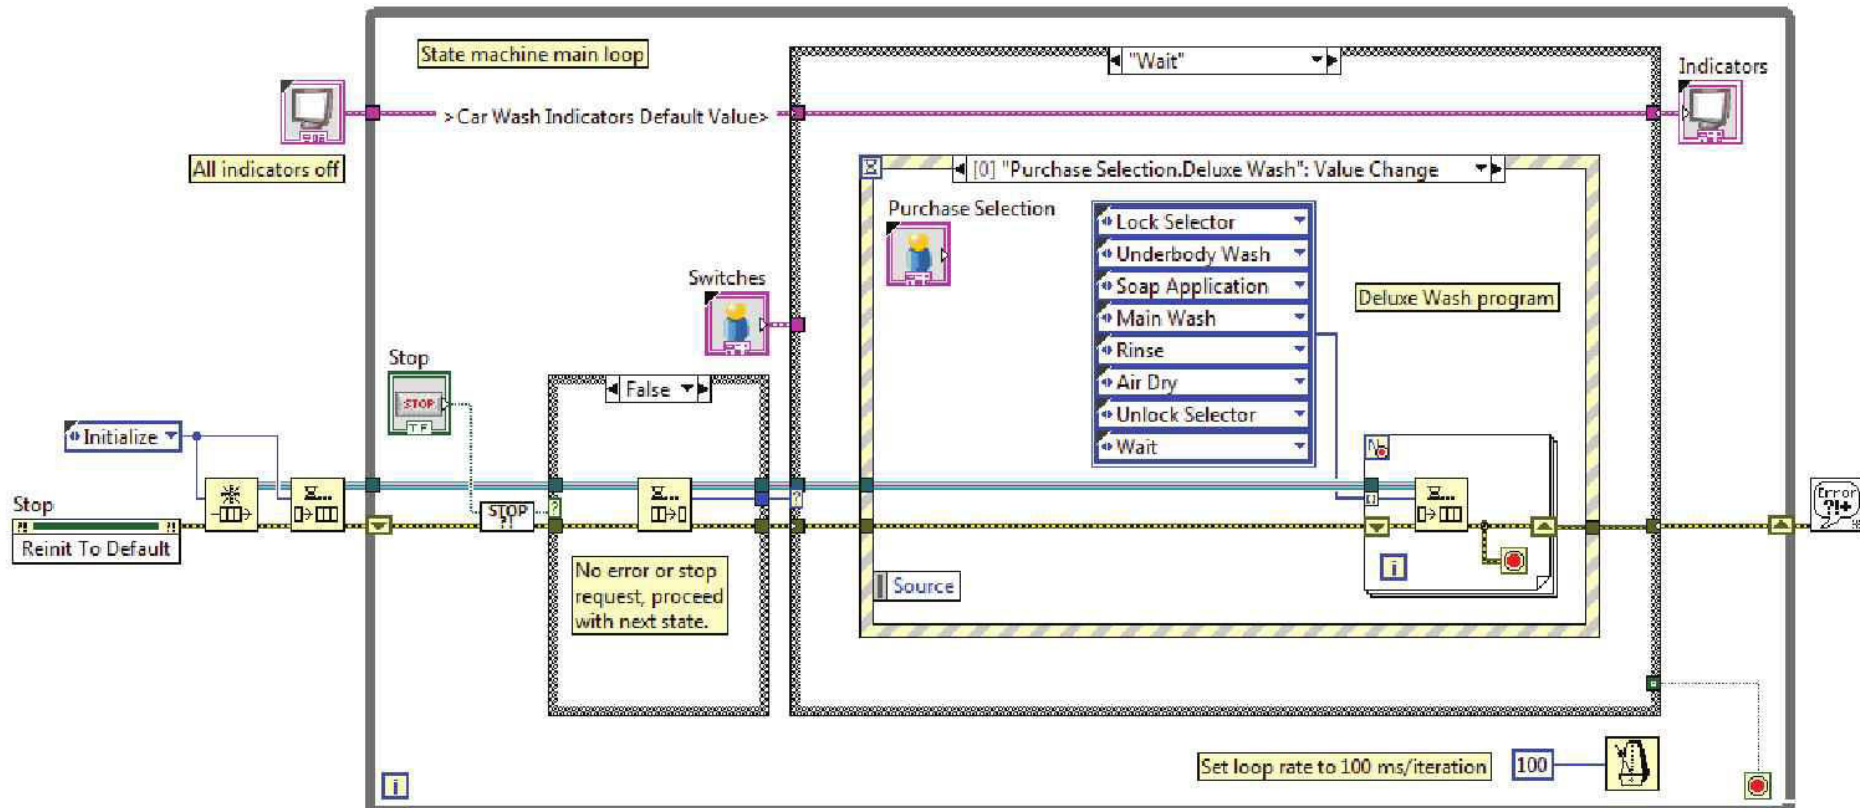 State machine main loop
"Wait"
Indicators
>Car Wash Indicators Default Value>
All indicators off
[0] "Purchase Selection.Deluxe Wash": Value Change
Purchase Selection
Lock Selector
Underbody Wash
Soap Application
Main Wash
Rinse
Air Dry
Unlock Selector
Wait
Deluxe Wash program
Switches
Stop
STOP
TF
False
Initialize
Stop
Reinit To Default
STOP
?!
?
?
No error or stop
request, proceed
with next state.
N
i
Source
Error
?!+
Set loop rate to 100 ms/iteration
100
i